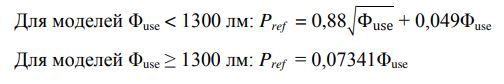 Для моделей Φuse < 1300 лм: Pref = 0,88√Φuse + 0,049Φuse
Для моделей Φuse ≥ 1300 лм: Pref = 0,07341Φuse